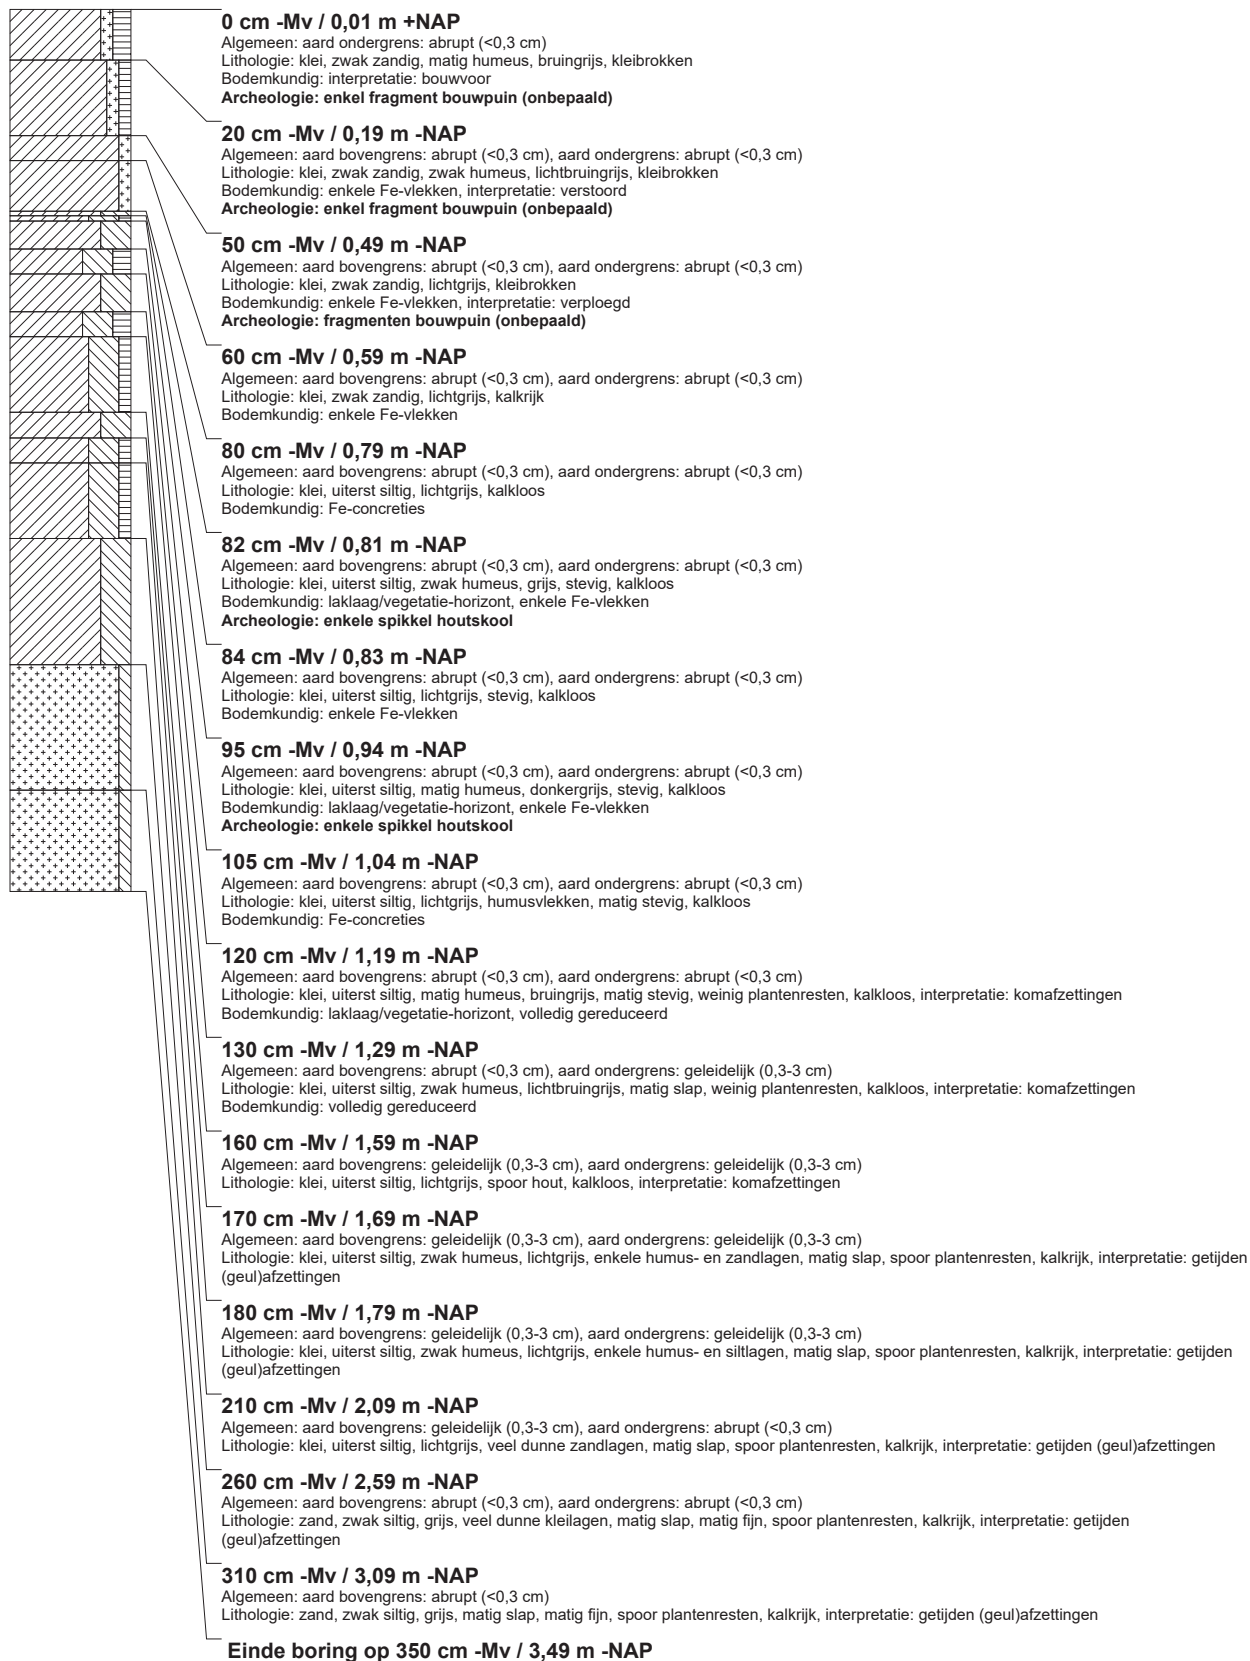 0 cm -Mv / 0,01 m +NAP
Algemeen: aard ondergrens: abrupt (<0,3 cm)
Lithologie: klei, zwak zandig, matig humeus, bruingrijs, kleibrokken
Bodemkundig: interpretatie: bouwvoor
Archeologie: enkel fragment bouwpuin (onbepaald)
20 cm -Mv / 0,19 m -NAP
Algemeen: aard bovengrens: abrupt (<0,3 cm), aard ondergrens: abrupt (<0,3 cm)
Lithologie: klei, zwak zandig, zwak humeus, lichtbruingrijs, kleibrokken
Bodemkundig: enkele Fe-vlekken, interpretatie: verstoord
Archeologie: enkel fragment bouwpuin (onbepaald)
50 cm -Mv / 0,49 m -NAP
Algemeen: aard bovengrens: abrupt (<0,3 cm), aard ondergrens: abrupt (<0,3 cm)
Lithologie: klei, zwak zandig, lichtgrijs, kleibrokken
Bodemkundig: enkele Fe-vlekken, interpretatie: verploegd
Archeologie: fragmenten bouwpuin (onbepaald)
60 cm -Mv / 0,59 m -NAP
Algemeen: aard bovengrens: abrupt (<0,3 cm), aard ondergrens: abrupt (<0,3 cm)
Lithologie: klei, zwak zandig, lichtgrijs, kalkrijk
Bodemkundig: enkele Fe-vlekken
80 cm -Mv / 0,79 m -NAP
Algemeen: aard bovengrens: abrupt (<0,3 cm), aard ondergrens: abrupt (<0,3 cm)
Lithologie: klei, uiterst siltig, lichtgrijs, kalkloos
Bodemkundig: Fe-concreties
82 cm -Mv / 0,81 m -NAP
Algemeen: aard bovengrens: abrupt (<0,3 cm), aard ondergrens: abrupt (<0,3 cm)
Lithologie: klei, uiterst siltig, zwak humeus, grijs, stevig, kalkloos
Bodemkundig: laklaag/vegetatie-horizont, enkele Fe-vlekken
Archeologie: enkele spikkel houtskool
84 cm -Mv / 0,83 m -NAP
Algemeen: aard bovengrens: abrupt (<0,3 cm), aard ondergrens: abrupt (<0,3 cm)
Lithologie: klei, uiterst siltig, lichtgrijs, stevig, kalkloos
Bodemkundig: enkele Fe-vlekken
95 cm -Mv / 0,94 m -NAP
Algemeen: aard bovengrens: abrupt (<0,3 cm), aard ondergrens: abrupt (<0,3 cm)
Lithologie: klei, uiterst siltig, matig humeus, donkergrijs, stevig, kalkloos
Bodemkundig: laklaag/vegetatie-horizont, enkele Fe-vlekken
Archeologie: enkele spikkel houtskool
105 cm -Mv / 1,04 m -NAP
Algemeen: aard bovengrens: abrupt (<0,3 cm), aard ondergrens: abrupt (<0,3 cm)
Lithologie: klei, uiterst siltig, lichtgrijs, humusvlekken, matig stevig, kalkloos
Bodemkundig: Fe-concreties
120 cm -Mv / 1,19 m -NAP
Algemeen: aard bovengrens: abrupt (<0,3 cm), aard ondergrens: abrupt (<0,3 cm)
Lithologie: klei, uiterst siltig, matig humeus, bruingrijs, matig stevig, weinig plantenresten, kalkloos, interpretatie: komafzettingen
Bodemkundig: laklaag/vegetatie-horizont, volledig gereduceerd
130 cm -Mv / 1,29 m -NAP
Algemeen: aard bovengrens: abrupt (<0,3 cm), aard ondergrens: geleidelijk (0,3-3 cm)
Lithologie: klei, uiterst siltig, zwak humeus, lichtbruingrijs, matig slap, weinig plantenresten, kalkloos, interpretatie: komafzettingen
Bodemkundig: volledig gereduceerd
160 cm -Mv / 1,59 m -NAP
Algemeen: aard bovengrens: geleidelijk (0,3-3 cm), aard ondergrens: geleidelijk (0,3-3 cm)
Lithologie: klei, uiterst siltig, lichtgrijs, spoor hout, kalkloos, interpretatie: komafzettingen
170 cm -Mv / 1,69 m -NAP
Algemeen: aard bovengrens: geleidelijk (0,3-3 cm), aard ondergrens: geleidelijk (0,3-3 cm)
Lithologie: klei, uiterst siltig, zwak humeus, lichtgrijs, enkele humus- en zandlagen, matig slap, spoor plantenresten, kalkrijk, interpretatie: getijden
(geul)afzettingen
180 cm -Mv / 1,79 m -NAP
Algemeen: aard bovengrens: geleidelijk (0,3-3 cm), aard ondergrens: geleidelijk (0,3-3 cm)
Lithologie: klei, uiterst siltig, zwak humeus, lichtgrijs, enkele humus- en siltlagen, matig slap, spoor plantenresten, kalkrijk, interpretatie: getijden
(geul)afzettingen
210 cm -Mv / 2,09 m -NAP
Algemeen: aard bovengrens: geleidelijk (0,3-3 cm), aard ondergrens: abrupt (<0,3 cm)
Lithologie: klei, uiterst siltig, lichtgrijs, veel dunne zandlagen, matig slap, spoor plantenresten, kalkrijk, interpretatie: getijden (geul)afzettingen
260 cm -Mv / 2,59 m -NAP
Algemeen: aard bovengrens: abrupt (<0,3 cm), aard ondergrens: abrupt (<0,3 cm)
Lithologie: zand, zwak siltig, grijs, veel dunne kleilagen, matig slap, matig fijn, spoor plantenresten, kalkrijk, interpretatie: getijden
(geul)afzettingen
310 cm -Mv / 3,09 m -NAP
Algemeen: aard bovengrens: abrupt (<0,3 cm)
Lithologie: zand, zwak siltig, grijs, matig slap, matig fijn, spoor plantenresten, kalkrijk, interpretatie: getijden (geul)afzettingen
Einde boring op 350 cm -Mv / 3,49 m -NAP